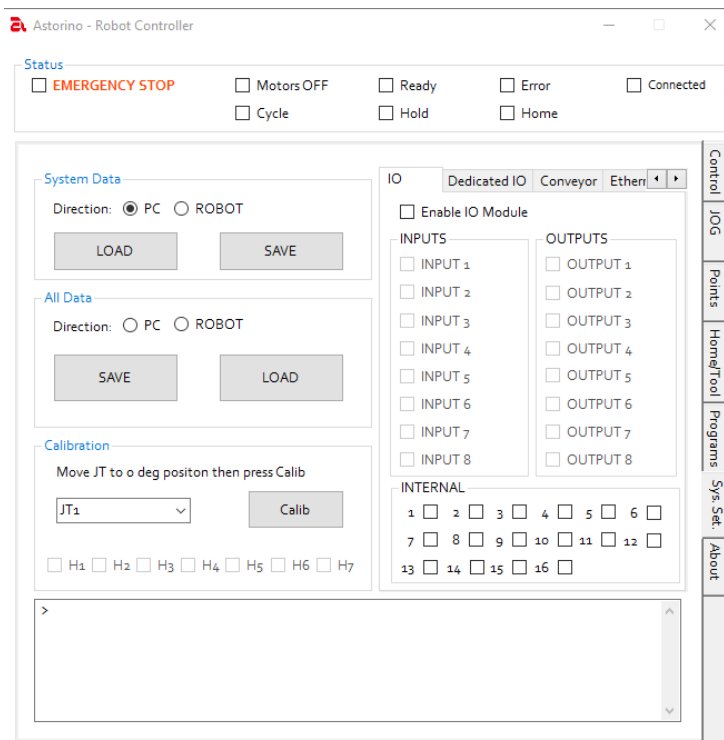 Astorino - Robot Controller
Status
EMERGENCY STOP Motors OFF Ready Error Connected
Cycle Hold Home
System Data
Direction: PC ROBOT
LOAD SAVE
All Data
Direction: PC ROBOT
SAVE LOAD
Calibration
Move JT to 0 deg positon then press Calib
JT1 Calib
H1 H2 H3 H4 H5 H6 H7
IO Dedicated IO Conveyor Ethern
Enable IO Module
INPUTS OUTPUTS
INPUT 1 OUTPUT 1
INPUT 2 OUTPUT 2
INPUT 3 OUTPUT 3
INPUT 4 OUTPUT 4
INPUT 5 OUTPUT 5
INPUT 6 OUTPUT 6
INPUT 7 OUTPUT 7
INPUT 8 OUTPUT 8
INTERNAL
1 2 3 4 5 6
7 8 9 10 11 12
13 14 15 16
Control
JOG
Points
Home/Tool
Programs
Sys. Set.
About
>